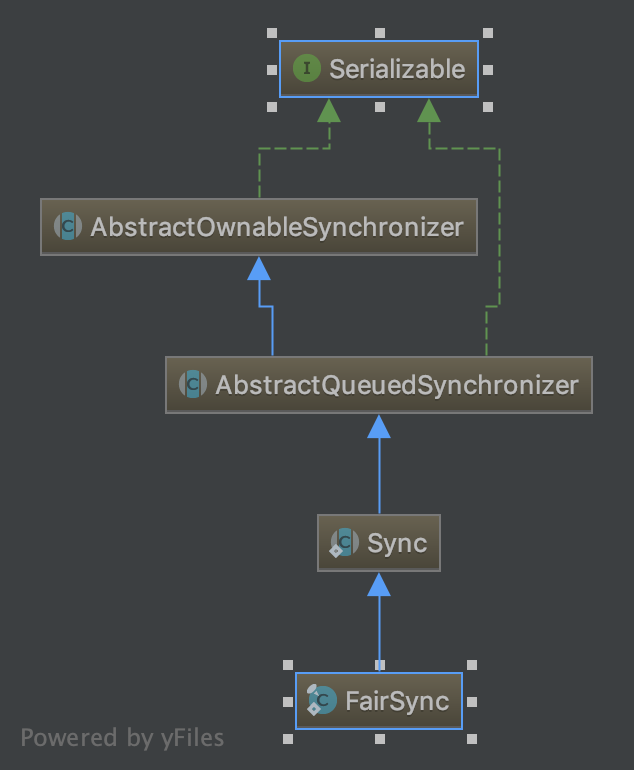 I Serializable
C AbstractOwnableSynchronizer
C AbstractQueuedSynchronizer
C Sync
C FairSync
Powered by yFiles